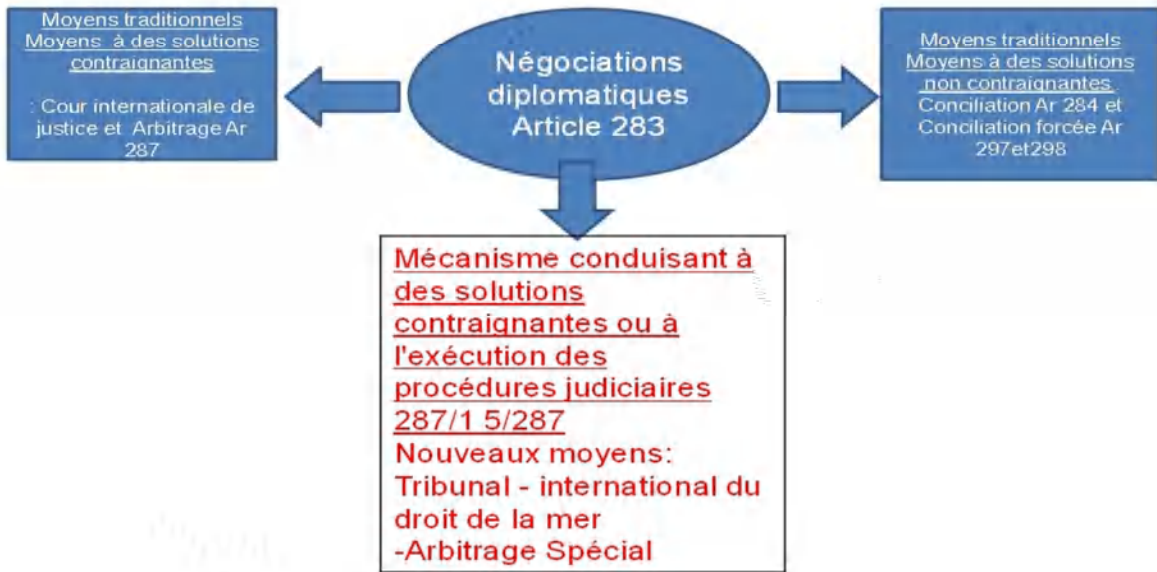 Moyens traditionnels
Moyens à des solutions
contraignantes
: Cour internationale de
justice et Arbitrage Ar
287
Négociations
diplomatiques
Article 283
Moyens traditionnels
Moyens à des solutions
non contraignantes
Conciliation Ar 284 et
Conciliation forcée Ar
297et298
Mécanisme conduisant à
des solutions
contraignantes ou à
l'exécution des
procédures judiciaires
287/1 5/287
Nouveaux moyens:
Tribunal - international du
droit de la mer
-Arbitrage Spécial